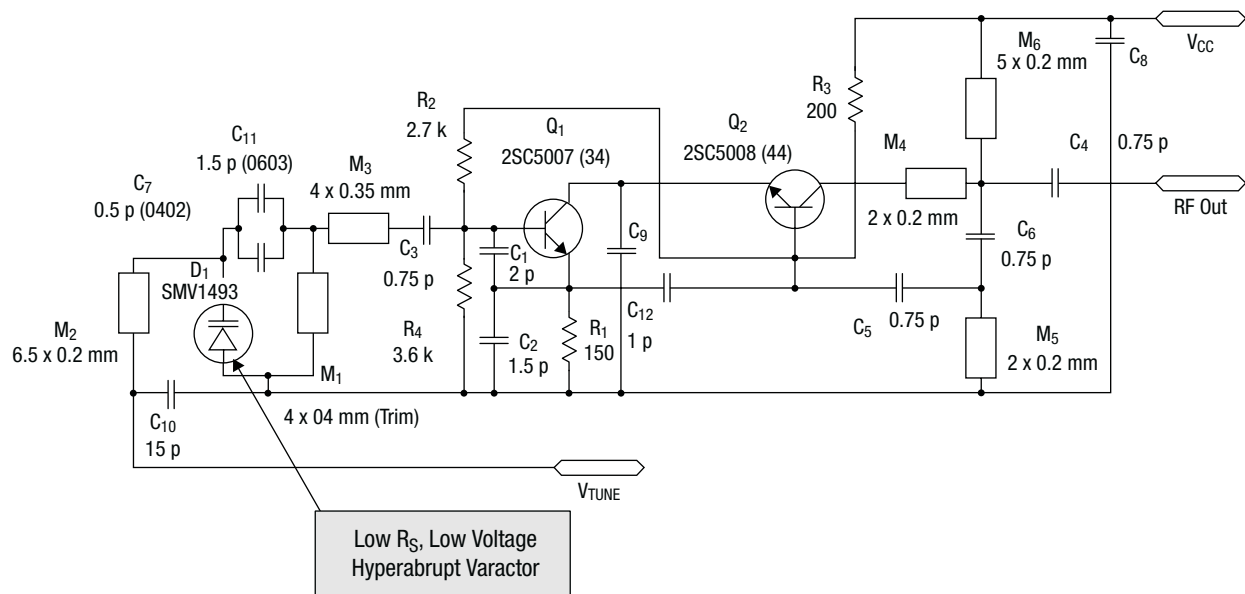 M6
5 x 0.2 mm
C8
VCC
R3
200
R2
2.7 k
Q1
2SC5007 (34)
Q2
2SC5008 (44)
M4
2 x 0.2 mm
C4
0.75 p
RF Out
C11
1.5 p (0603)
C7
0.5 p (0402)
M3
4 x 0.35 mm
C3
0.75 p
C1
2 p
C9
C6
0.75 p
D1
SMV1493
M2
6.5 x 0.2 mm
M1
4 x 04 mm (Trim)
R4
3.6 k
C2
1.5 p
R1
150
C12
1 p
C5
0.75 p
M5
2 x 0.2 mm
C10
15 p
VTUNE
Low RS, Low Voltage
Hyperabrupt Varactor